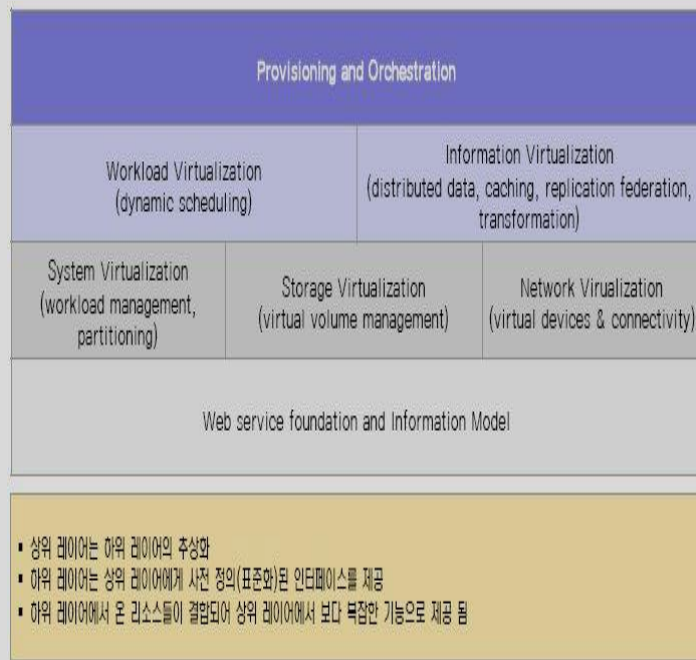 Provisioning and Orchestration
Workload Virtualization
(dynamic scheduling)
Information Virtualization
(distributed data, caching, replication federation,
transformation)
System Virtualization
(workload management,
partitioning)
Storage Virtualization
(virtual volume management)
Network Virualization
(virtual devices & connectivity)
Web service foundation and Information Model
▪ 상위 레이어는 하위 레이어의 추상화
▪ 하위 레이어는 상위 레이어에게 사전 정의(표준화)된 인터페이스를 제공
▪ 하위 레이어에서 온 리소스들이 결합되어 상위 레이어에서 보다 복잡한 기능으로 제공 됨